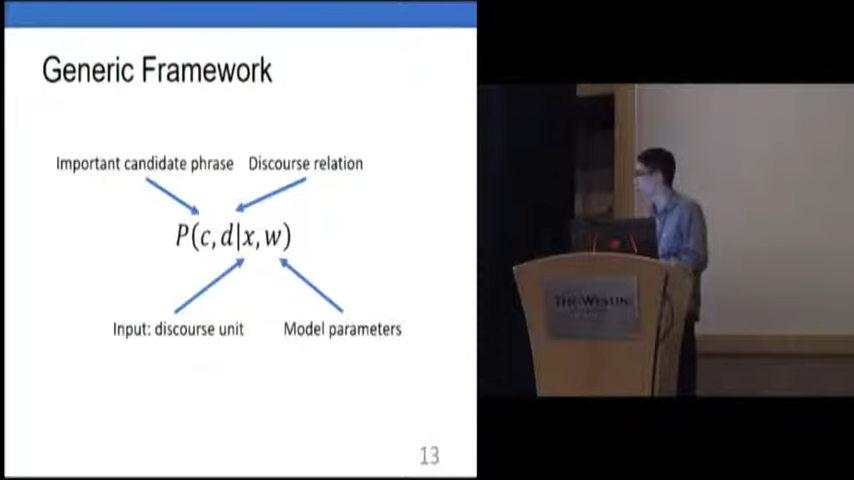 Generic Framework
Important candidate phrase Discourse relation
P(c,d|x,w)
Input: discourse unit Model parameters
13
THE WESTIN